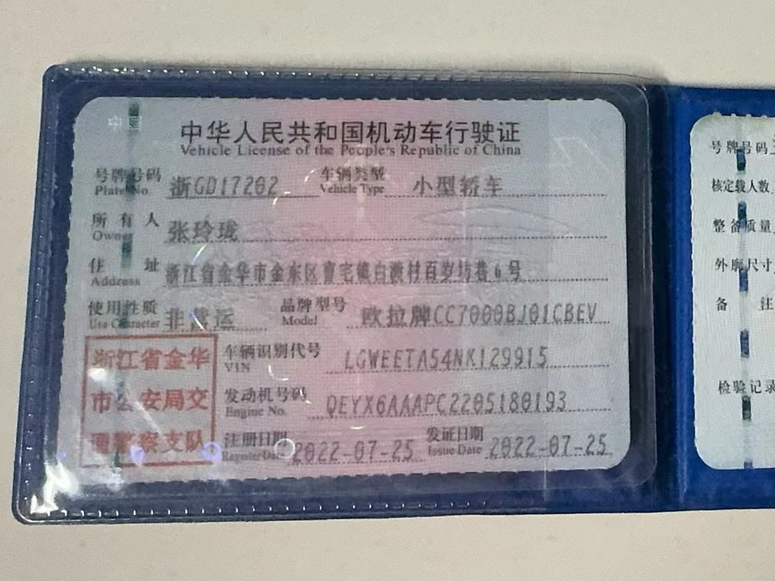 中华人民共和国机动车行驶证
Vehicle License of the People's Republic of China
号牌号码 Plate No. 浙GD17202 车辆类型 Vehicle Type 小型轿车
所有人 Owner 张玲珑
住址 Address 浙江省金华市金东区曹宅镇白渡村百岁坊巷6号
使用性质 Use Character 非营运 品牌型号 Model 欧拉牌CC7000BJ01CBEV
车辆识别代号 VIN LGWEETA54NK129915
发动机号码 Engine No. QEYX6AAAPC2205180193
注册日期 Register Date 2022-07-25 发证日期 Issue Date 2022-07-25
浙江省金华
市公安局交
通警察支队
号牌号码
核定载人数
整备质量
外廓尺寸
备注
检验记录